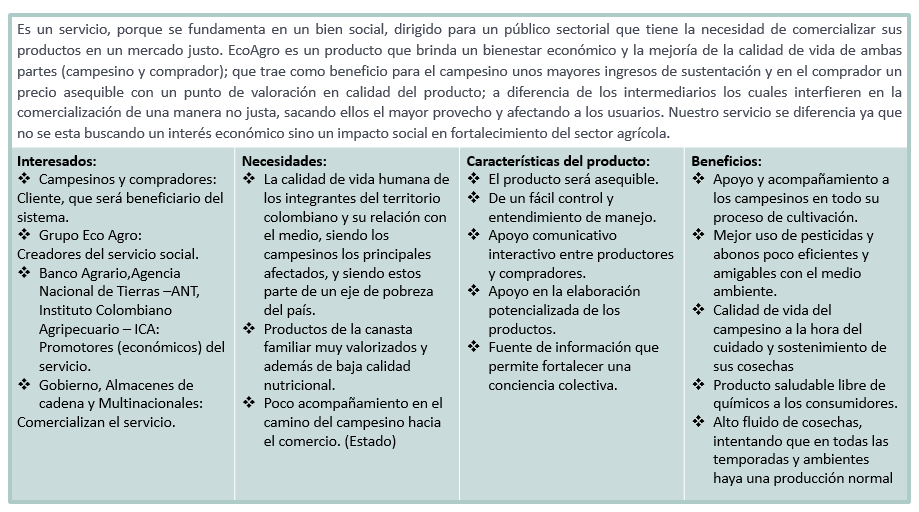 Es un servicio, porque se fundamenta en un bien social, dirigido para un público sectorial que tiene la necesidad de comercializar sus
productos en un mercado justo. EcoAgro es un producto que brinda un bienestar económico y la mejoría de la calidad de vida de ambas
partes (campesino y comprador); que trae como beneficio para el campesino unos mayores ingresos de sustentación y en el comprador un
precio asequible con un punto de valoración en calidad del producto; a diferencia de los intermediarios los cuales interfieren en la
comercialización de una manera no justa, sacando ellos el mayor provecho y afectando a los usuarios. Nuestro servicio se diferencia ya que
no se esta buscando un interés económico sino un impacto social en fortalecimiento del sector agrícola.
Interesados:
❖ Campesinos y compradores:
Cliente, que será beneficiario del
sistema.
❖ Grupo Eco Agro:
Creadores del servicio social.
❖ Banco Agrario,Agencia
Nacional de Tierras –ANT,
Instituto Colombiano
Agripecuario – ICA:
Promotores (económicos) del
servicio.
❖ Gobierno, Almacenes de
cadena y Multinacionales:
Comercializan el servicio.
Necesidades:
❖ La calidad de vida humana de
los integrantes del territorio
colombiano y su relación con
el medio, siendo los
campesinos los principales
afectados, y siendo estos
parte de un eje de pobreza
del país.
❖ Productos de la canasta
familiar muy valorizados y
además de baja calidad
nutricional.
❖ Poco acompañamiento en el
camino del campesino hacia
el comercio. (Estado)
Características del producto:
❖ El producto será asequible.
❖ De un fácil control y
entendimiento de manejo.
❖ Apoyo comunicativo
interactivo entre productores
y compradores.
❖ Apoyo en la elaboración
potencializada de los
productos.
❖ Fuente de información que
permite fortalecer una
conciencia colectiva.
Beneficios:
❖ Apoyo y acompañamiento a
los campesinos en todo su
proceso de cultivación.
❖ Mejor uso de pesticidas y
abonos poco eficientes y
amigables con el medio
ambiente.
❖ Calidad de vida del
campesino a la hora del
cuidado y sostenimiento de
sus cosechas
❖ Producto saludable libre de
químicos a los consumidores.
❖ Alto fluido de cosechas,
intentando que en todas las
temporadas y ambientes
haya una producción normal